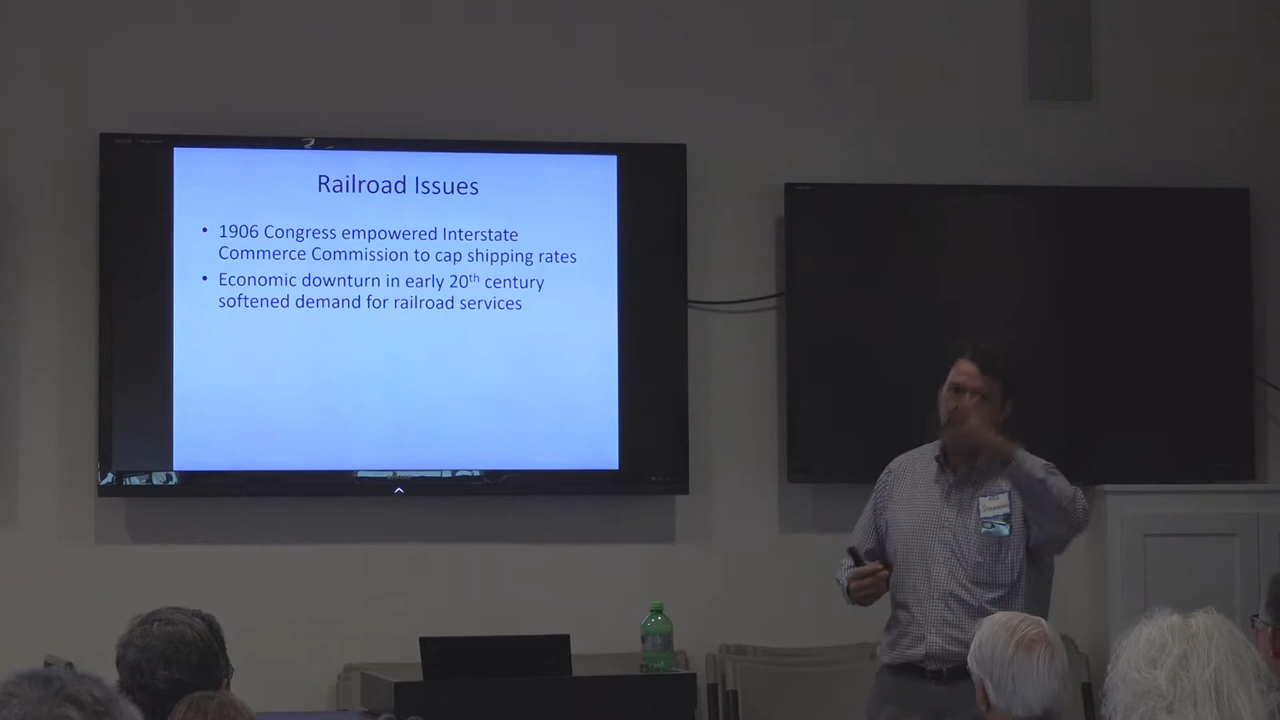 Railroad Issues
• 1906 Congress empowered Interstate
Commerce Commission to cap shipping rates
• Economic downturn in early 20th century
softened demand for railroad services